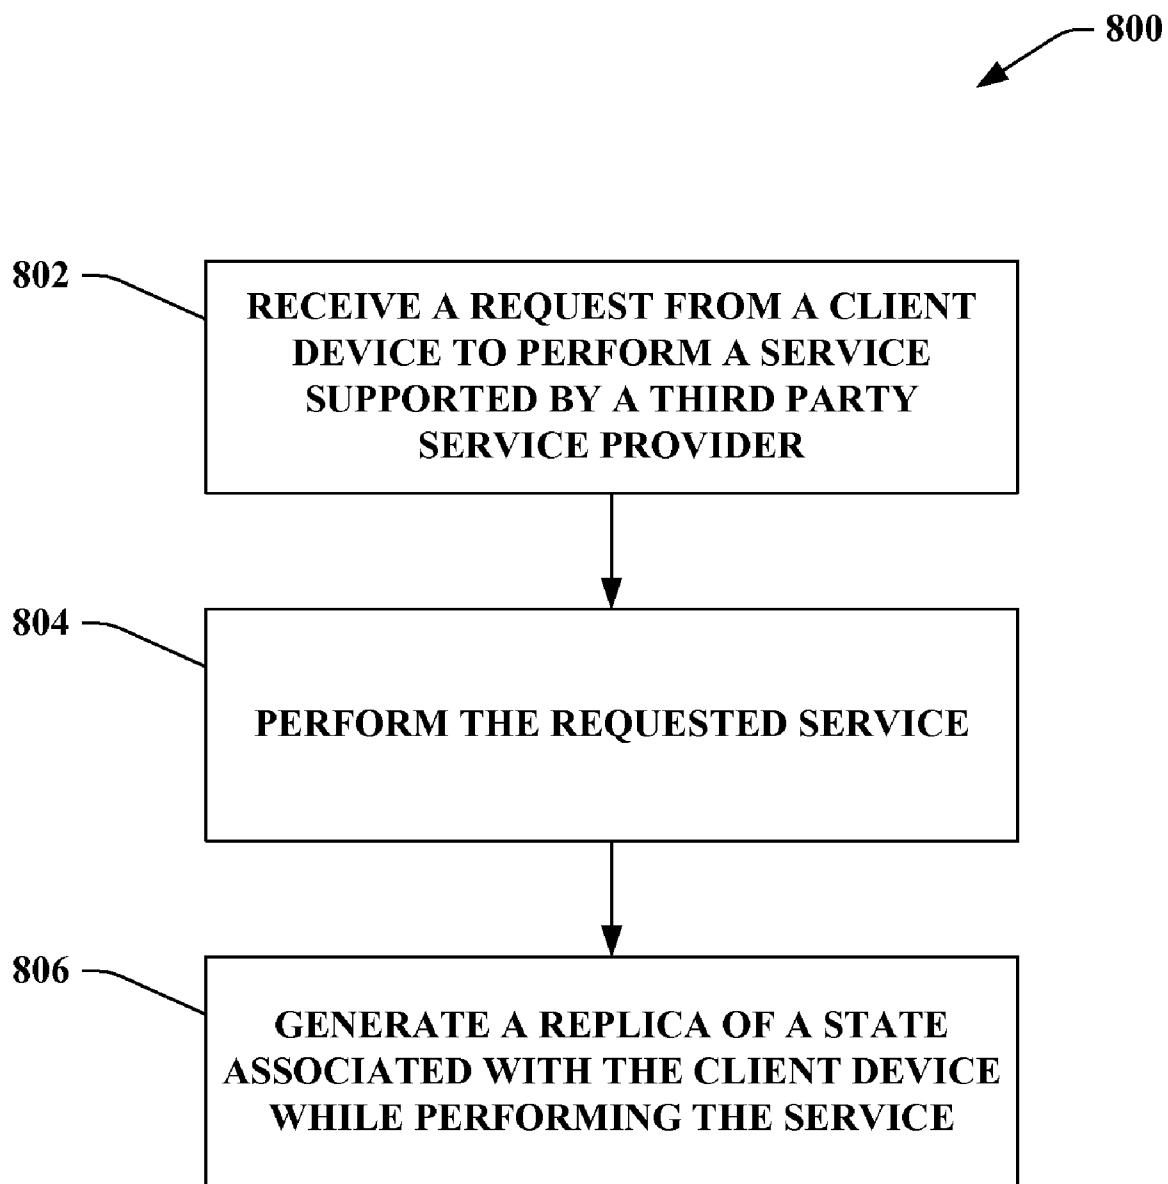 800
802
RECEIVE A REQUEST FROM A CLIENT
DEVICE TO PERFORM A SERVICE
SUPPORTED BY A THIRD PARTY
SERVICE PROVIDER
804
PERFORM THE REQUESTED SERVICE
806
GENERATE A REPLICA OF A STATE
ASSOCIATED WITH THE CLIENT DEVICE
WHILE PERFORMING THE SERVICE